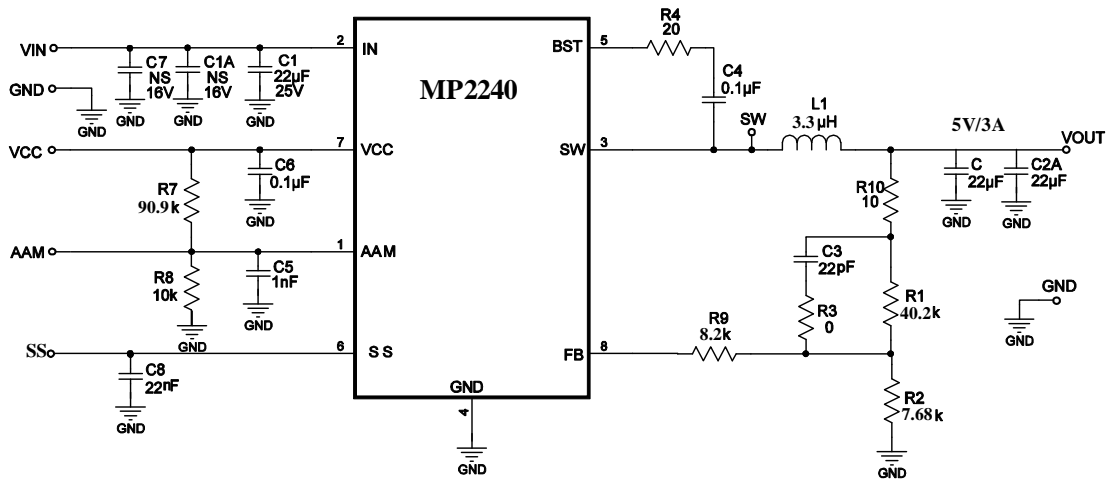 R4
20
VIN
2
IN
BST
5
C7
NS
16V
C1A
NS
16V
C1
22µF
25V
C4
0.1µF
GND
MP2240
GND
GND
GND
GND
L1
3.3µH
SW
5V/3A
VCC
7
VCC
SW
3
VOUT
C6
0.1µF
C
22µF
C2A
22µF
R7
90.9k
R10
10
GND
GND
GND
AAM
1
AAM
C3
22pF
R8
10k
C5
1nF
GND
R3
0
R1
40.2k
R9
8.2k
GND
GND
GND
SS
6
SS
FB
8
C8
22nF
GND
R2
7.68k
4
GND
GND
GND